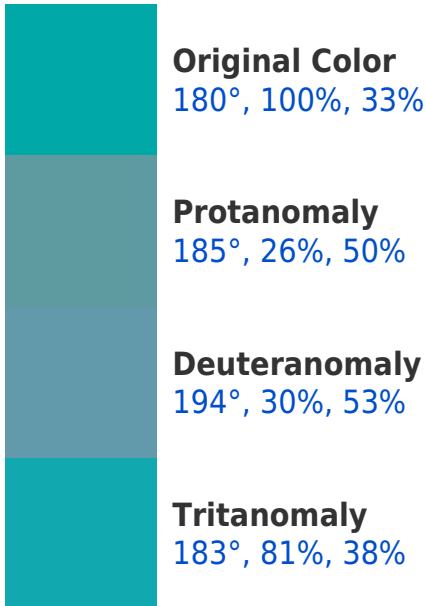 Original Color
180°, 100%, 33%
Protanomaly
185°, 26%, 50%
Deuteranomaly
194°, 30%, 53%
Tritanomaly
183°, 81%, 38%